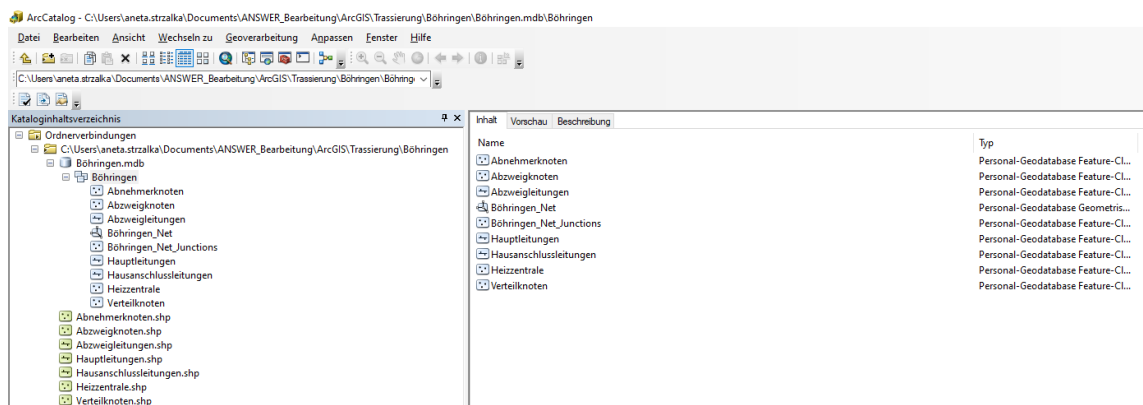 ArcCatalog - C:\Users\aneta.strzalka\Documents\ANSWER_Bearbeitung\ArcGIS\Trassierung\Böhringen\Böhringen.mdb\Böhringen
Datei Bearbeiten Ansicht Wechseln zu Geoverarbeitung Anpassen Fenster Hilfe
C:\Users\aneta.strzalka\Documents\ANSWER_Bearbeitung\ArcGIS\Trassierung\Böhringen\Böhring
Kataloginhaltsverzeichnis
Ordnerverbindungen
C:\Users\aneta.strzalka\Documents\ANSWER_Bearbeitung\ArcGIS\Trassierung\Böhringen
Böhringen.mdb
Böhringen
Abnehmerknoten
Abzweigknoten
Abzweigleitungen
Böhringen_Net
Böhringen_Net_Junctions
Hauptleitungen
Hausanschlussleitungen
Heizzentrale
Verteilknoten
Abnehmerknoten.shp
Abzweigknoten.shp
Abzweigleitungen.shp
Hauptleitungen.shp
Hausanschlussleitungen.shp
Heizzentrale.shp
Verteilknoten.shp
Inhalt Vorschau Beschreibung
Name Typ
Abnehmerknoten Personal-Geodatabase Feature-Cl...
Abzweigknoten Personal-Geodatabase Feature-Cl...
Abzweigleitungen Personal-Geodatabase Feature-Cl...
Böhringen_Net Personal-Geodatabase Geometris...
Böhringen_Net_Junctions Personal-Geodatabase Feature-Cl...
Hauptleitungen Personal-Geodatabase Feature-Cl...
Hausanschlussleitungen Personal-Geodatabase Feature-Cl...
Heizzentrale Personal-Geodatabase Feature-Cl...
Verteilknoten Personal-Geodatabase Feature-Cl...